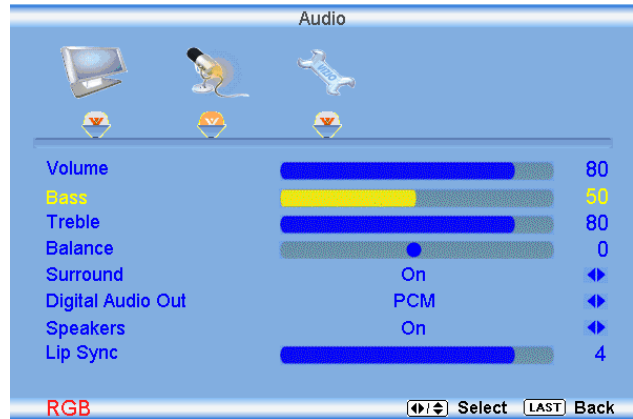 Audio
VIZIO
Volume 80
Bass 50
Treble 80
Balance 0
Surround On
Digital Audio Out PCM
Speakers On
Lip Sync 4
RGB Select LAST Back